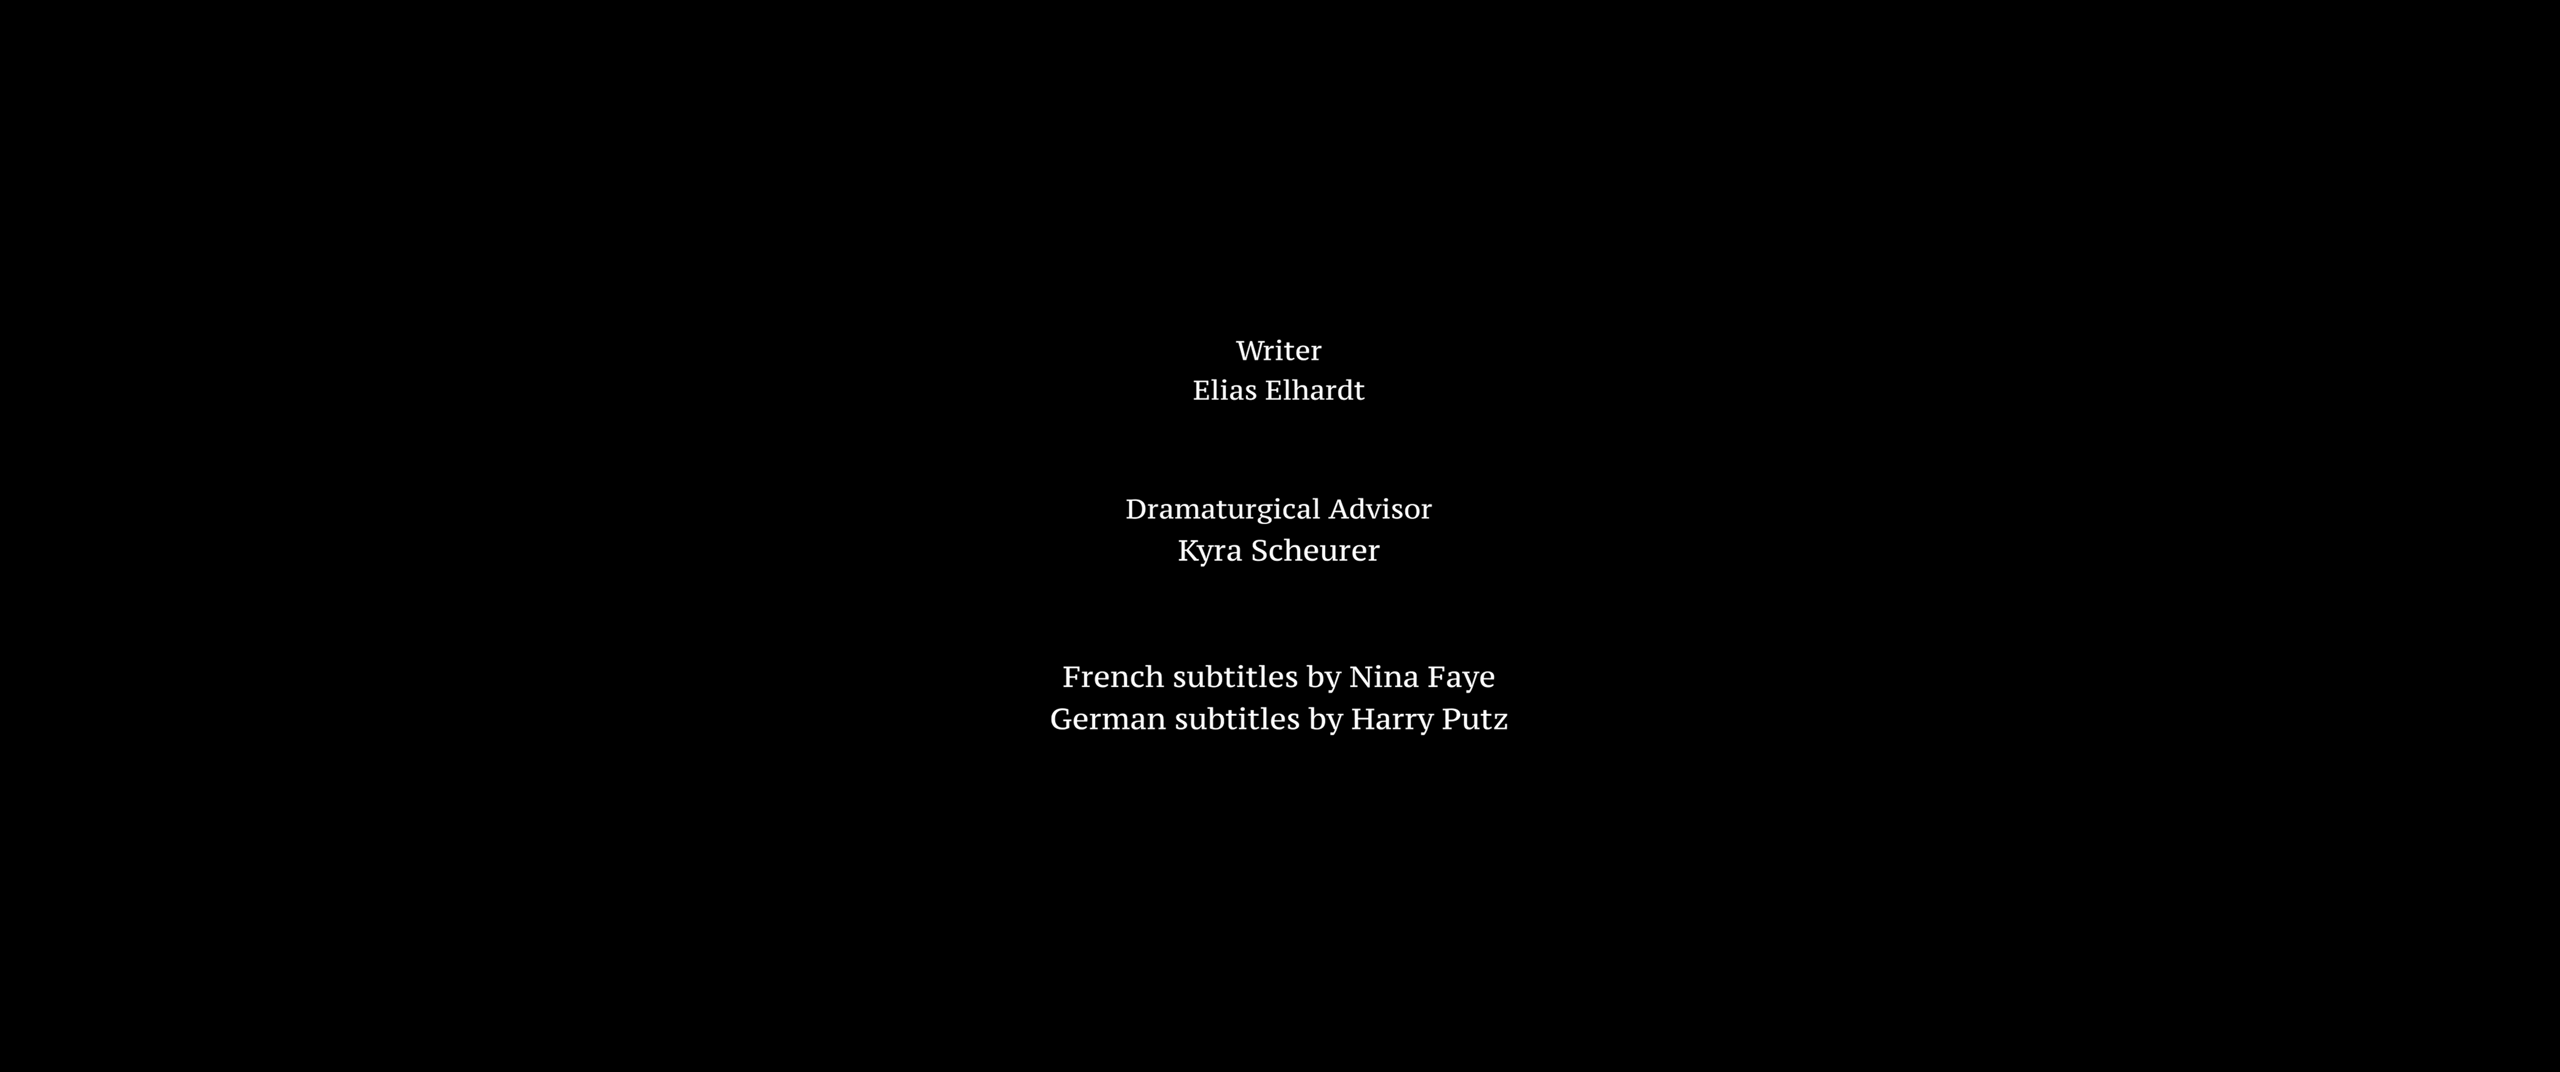 Writer
Elias Elhardt
Dramaturgical Advisor
Kyra Scheurer
French subtitles by Nina Faye
German subtitles by Harry Putz